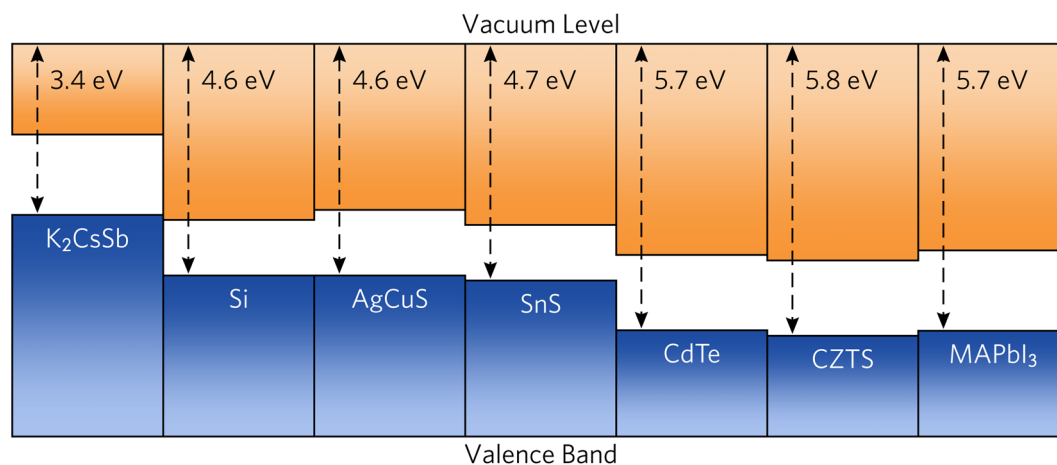 Vacuum Level
3.4 eV 4.6 eV 4.6 eV 4.7 eV 5.7 eV 5.8 eV 5.7 eV
K₂CsSb Si AgCuS SnS CdTe CZTS MAPbI₃
Valence Band